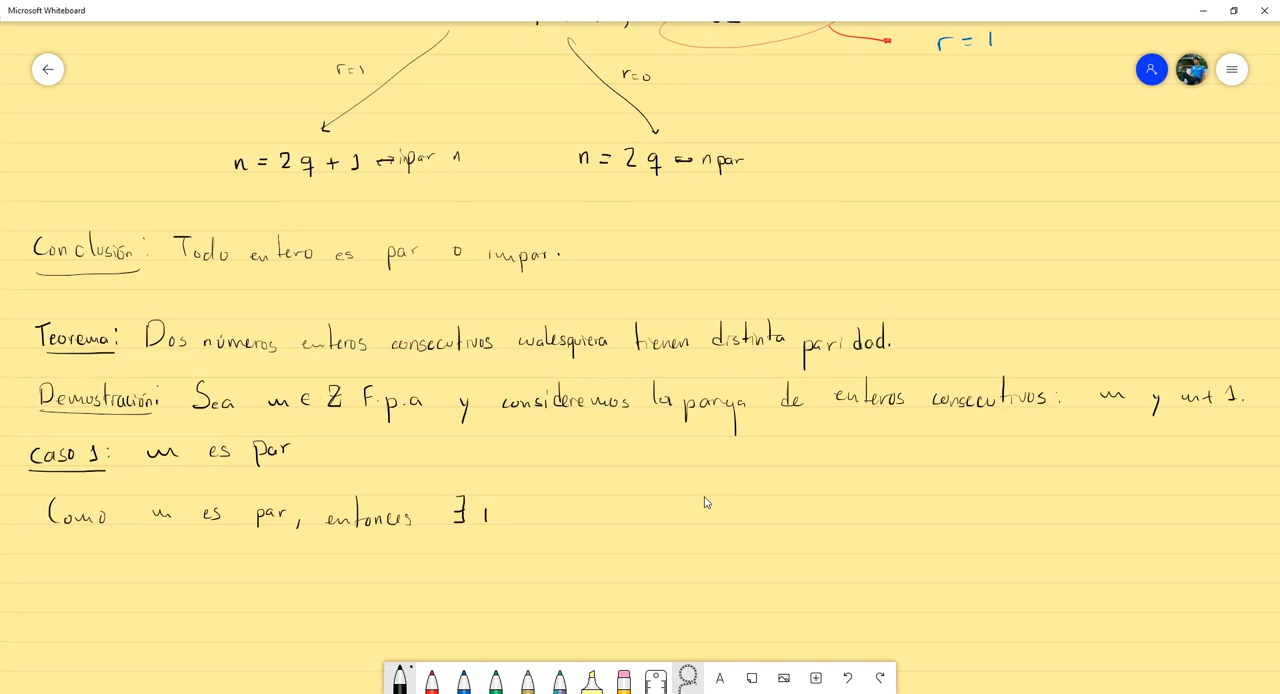 Microsoft Whiteboard
r = 1
r=1
r=0
n = 2q + 1 ↔ impar n
n = 2q ↔ n par
Conclusión: Todo entero es par o impar.
Teorema: Dos números enteros consecutivos cualesquiera tienen distinta paridad.
Demostración: Sea m ∈ ℤ F.p.a y consideremos la pareja de enteros consecutivos: m y m+1.
Caso 1: m es par
Como m es par, entonces ∃
A